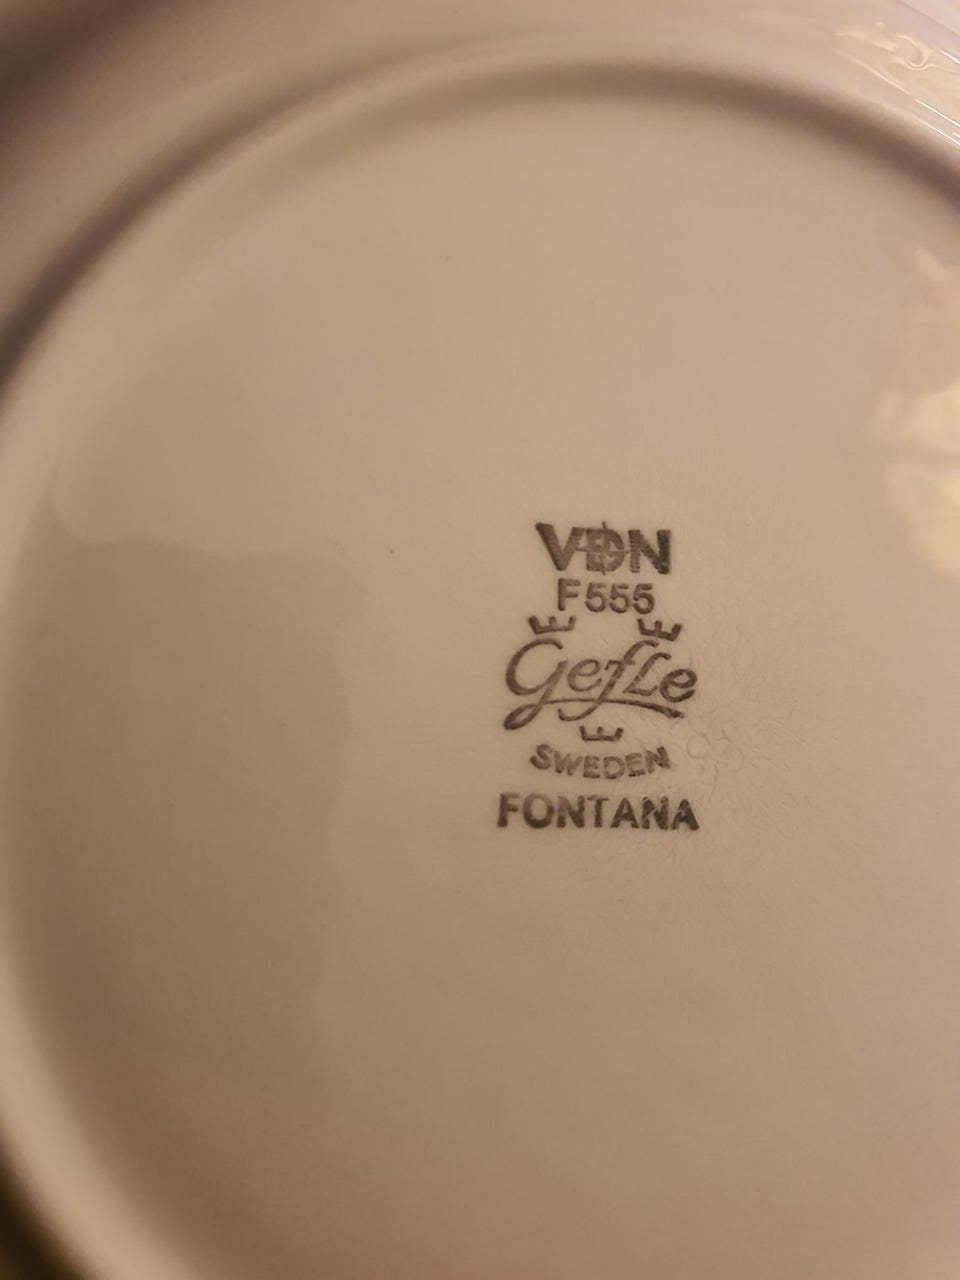 VDN
F555
Gefle
SWEDEN
FONTANA